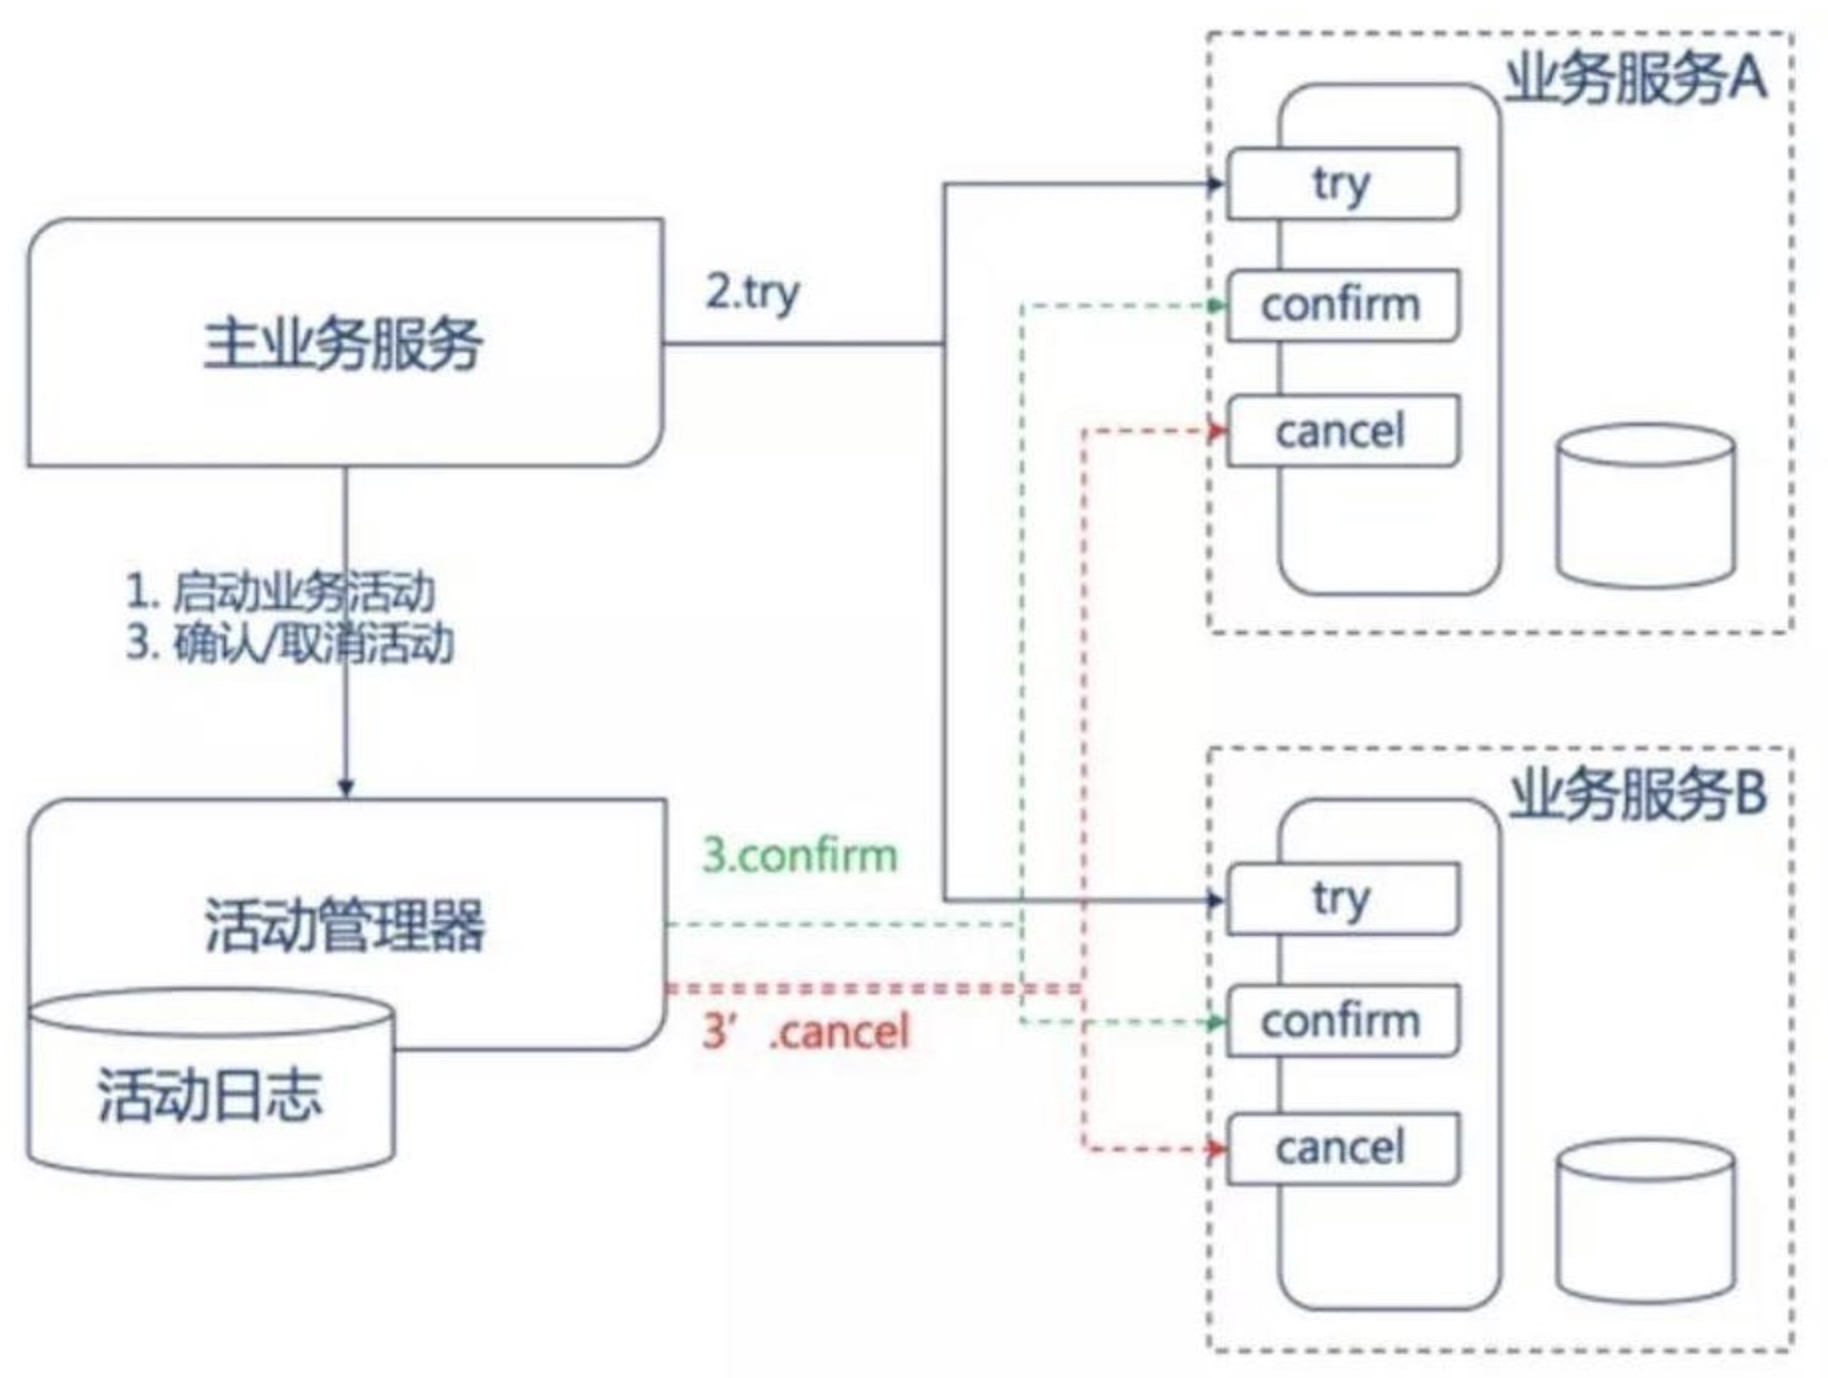 业务服务A
try
confirm
cancel
主业务服务
2.try
1. 启动业务活动
3. 确认/取消活动
活动管理器
活动日志
3.confirm
3′ .cancel
业务服务B
try
confirm
cancel